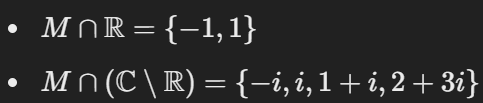 • M ∩ ℝ = {−1, 1}
• M ∩ (ℂ \ ℝ) = {−i, i, 1 + i, 2 + 3i}